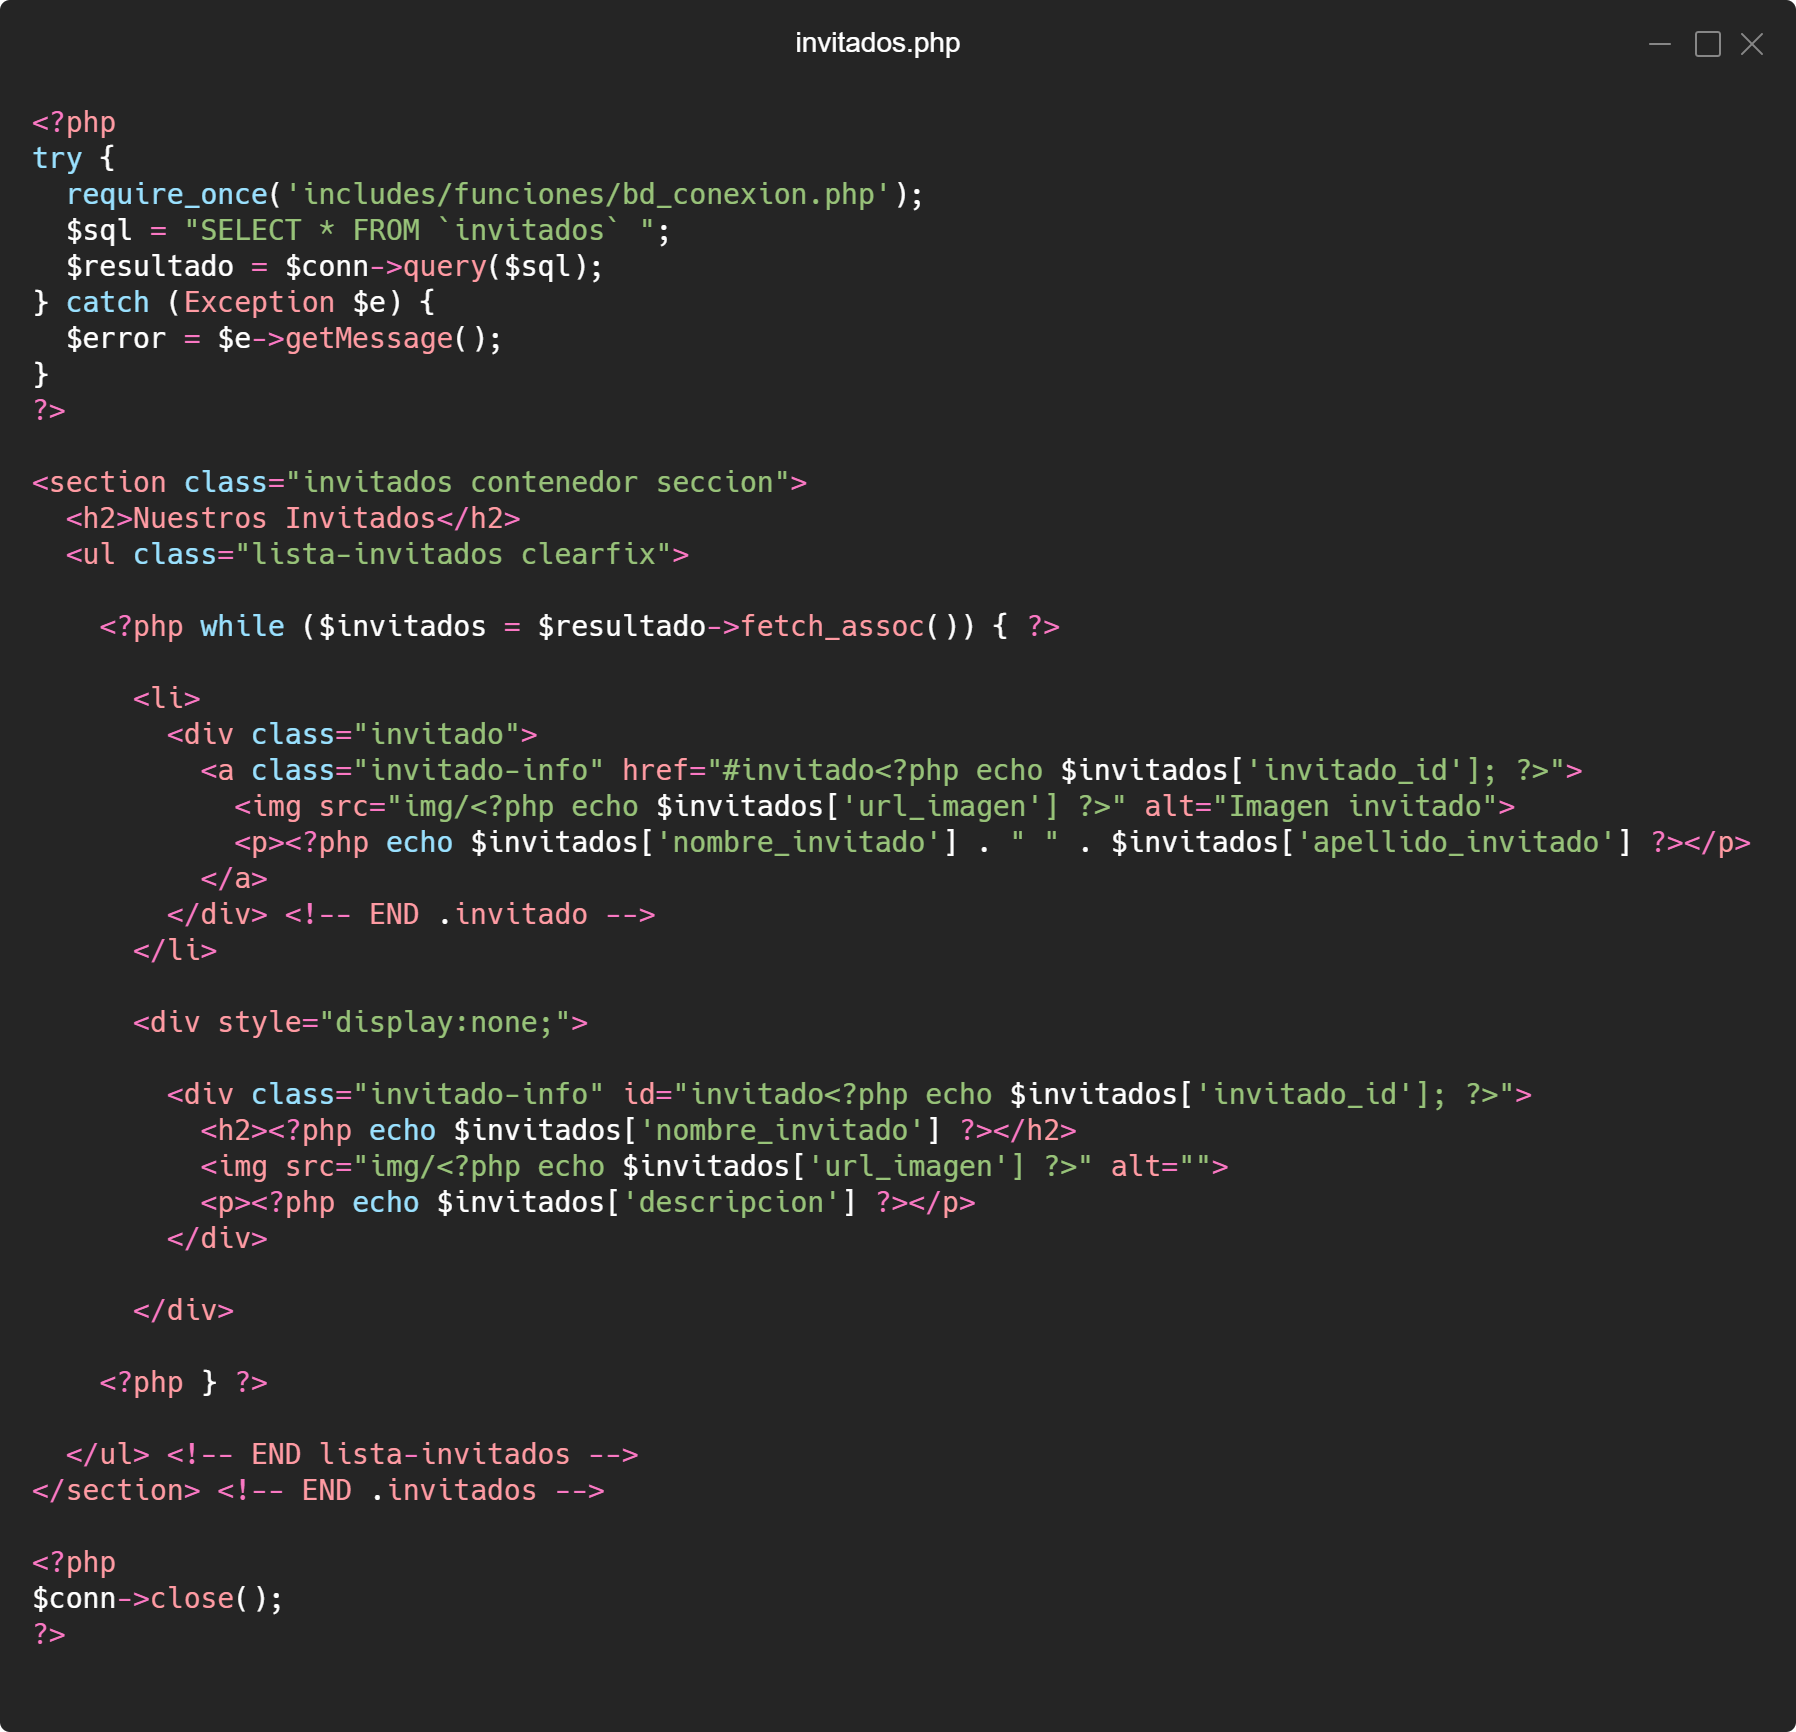 invitados.php
<?php
try {
  require_once('includes/funciones/bd_conexion.php');
  $sql = "SELECT * FROM `invitados` ";
  $resultado = $conn->query($sql);
} catch (Exception $e) {
  $error = $e->getMessage();
}
?>

<section class="invitados contenedor seccion">
  <h2>Nuestros Invitados</h2>
  <ul class="lista-invitados clearfix">

    <?php while ($invitados = $resultado->fetch_assoc()) { ?>

      <li>
        <div class="invitado">
          <a class="invitado-info" href="#invitado<?php echo $invitados['invitado_id']; ?>">
            <img src="img/<?php echo $invitados['url_imagen'] ?>" alt="Imagen invitado">
            <p><?php echo $invitados['nombre_invitado'] . " " . $invitados['apellido_invitado'] ?></p>
          </a>
        </div> <!-- END .invitado -->
      </li>

      <div style="display:none;">

        <div class="invitado-info" id="invitado<?php echo $invitados['invitado_id']; ?>">
          <h2><?php echo $invitados['nombre_invitado'] ?></h2>
          <img src="img/<?php echo $invitados['url_imagen'] ?>" alt="">
          <p><?php echo $invitados['descripcion'] ?></p>
        </div>

      </div>

    <?php } ?>

  </ul> <!-- END lista-invitados -->
</section> <!-- END .invitados -->

<?php
$conn->close();
?>